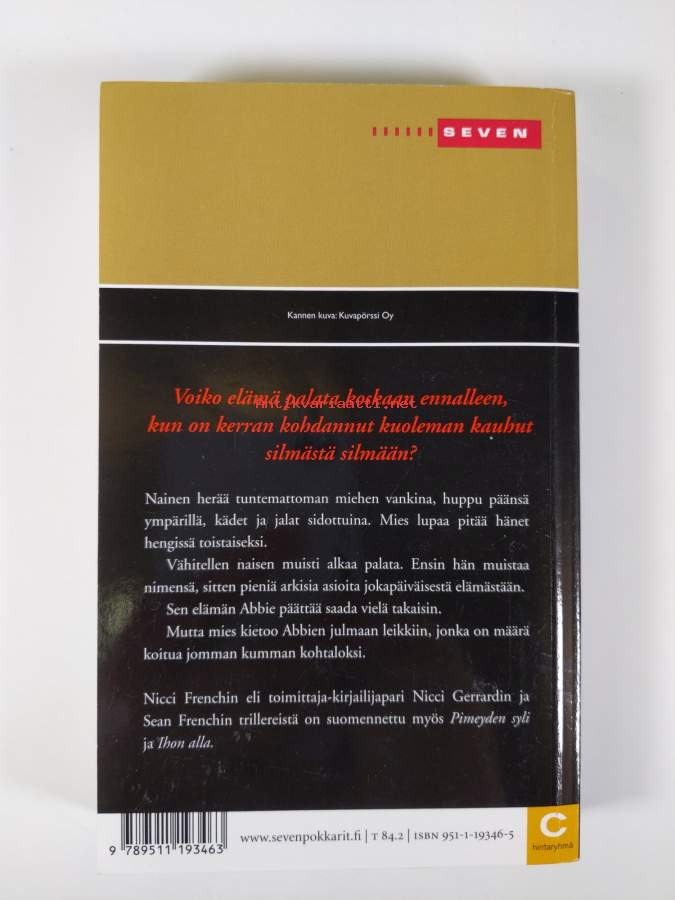 SEVEN
Kannen kuva: Kuvapörssi Oy
Voiko elämä palata koskaan ennalleen,
antikvariaatti.net
kun on kerran kohdannut kuoleman kauhut
silmästä silmään?
Nainen herää tuntemattoman miehen vankina, huppu päänsä
ympärillä, kädet ja jalat sidottuina. Mies lupaa pitää hänet
hengissä toistaiseksi.
Vähitellen naisen muisti alkaa palata. Ensin hän muistaa
nimensä, sitten pieniä arkisia asioita jokapäiväisestä elämästään.
Sen elämän Abbie päättää saada vielä takaisin.
Mutta mies kietoo Abbien julmaan leikkiin, jonka on määrä
koitua jomman kumman kohtaloksi.
Nicci Frenchin eli toimittaja-kirjailijapari Nicci Gerrardin ja
Sean Frenchin trillereistä on suomennettu myös Pimeyden syli
ja Ihon alla.
www.sevenpokkarit.fi | T 84.2 | ISBN 951-1-19346-5
9 789511 193463
C
hintaryhmä